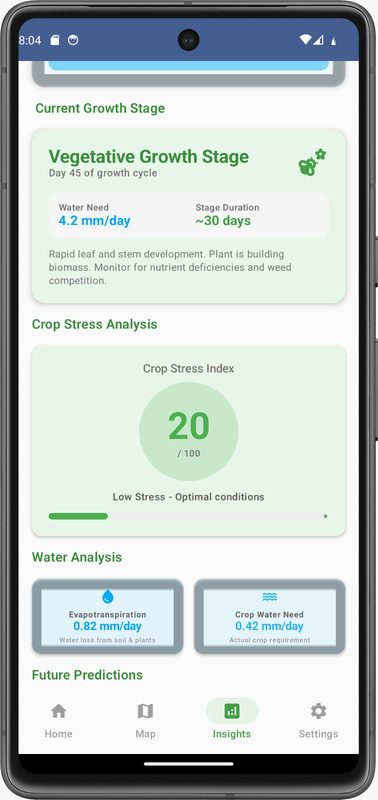 8:04
Current Growth Stage
Vegetative Growth Stage
Day 45 of growth cycle
Water Need
4.2 mm/day
Stage Duration
~30 days
Rapid leaf and stem development. Plant is building
biomass. Monitor for nutrient deficiencies and weed
competition.
Crop Stress Analysis
Crop Stress Index
20
/ 100
Low Stress - Optimal conditions
Water Analysis
Evapotranspiration
0.82 mm/day
Water loss from soil & plants
Crop Water Need
0.42 mm/day
Actual crop requirement
Future Predictions
Home
Map
Insights
Settings